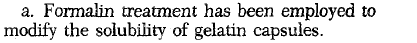 a. Formalin treatment has been employed to
modify the solubility of gelatin capsules.